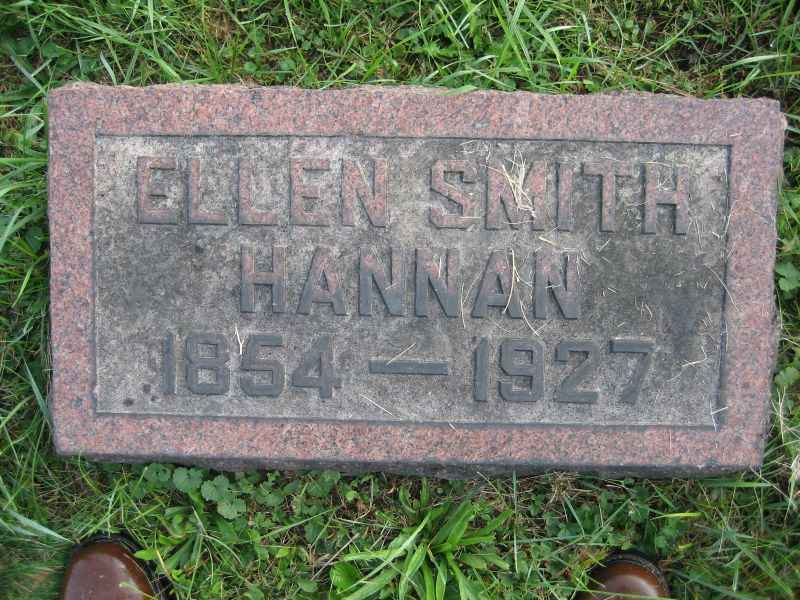 ELLEN SMITH
HANNAN
1854 — 1927